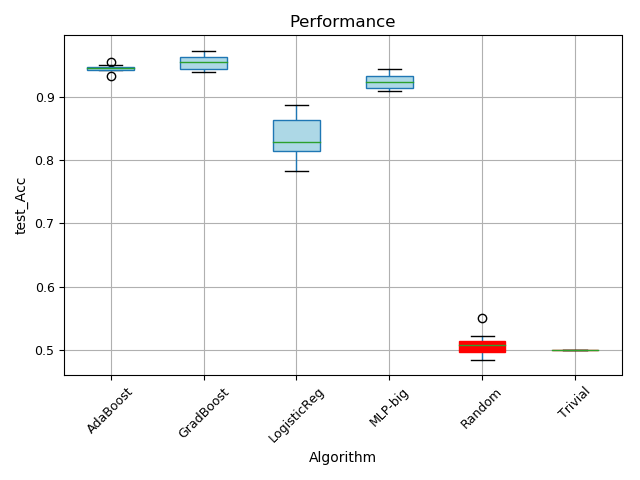 Performance
test_Acc
0.9
0.8
0.7
0.6
0.5
AdaBoost
GradBoost
LogisticReg
MLP-big
Random
Trivial
Algorithm